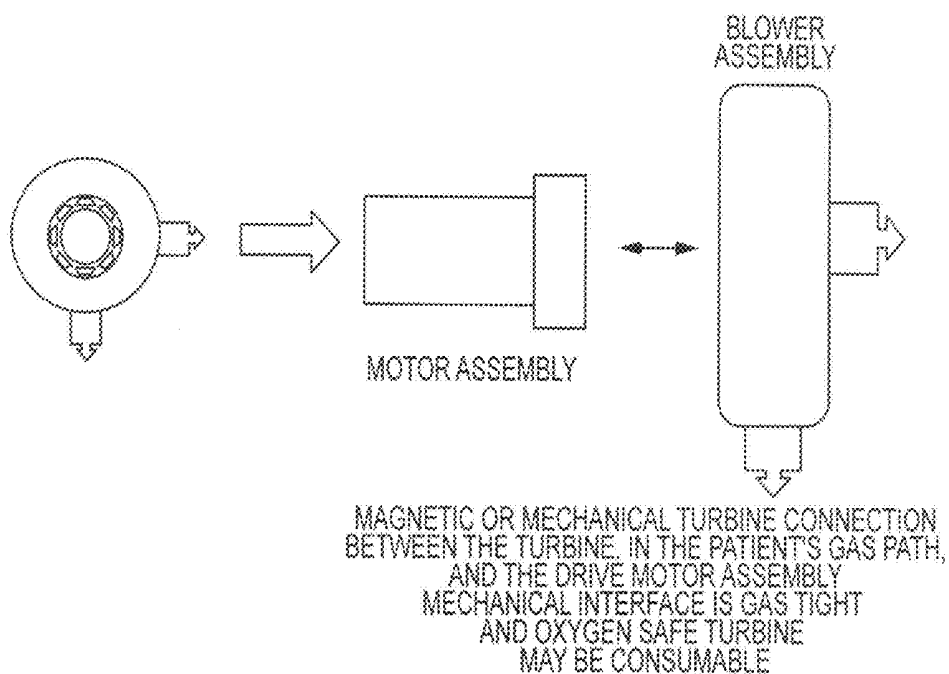 BLOWER
ASSEMBLY
MOTOR ASSEMBLY
MAGNETIC OR MECHANICAL TURBINE CONNECTION
BETWEEN THE TURBINE, IN THE PATIENT'S GAS PATH,
AND THE DRIVE MOTOR ASSEMBLY
MECHANICAL INTERFACE IS GAS TIGHT
AND OXYGEN SAFE TURBINE
MAY BE CONSUMABLE